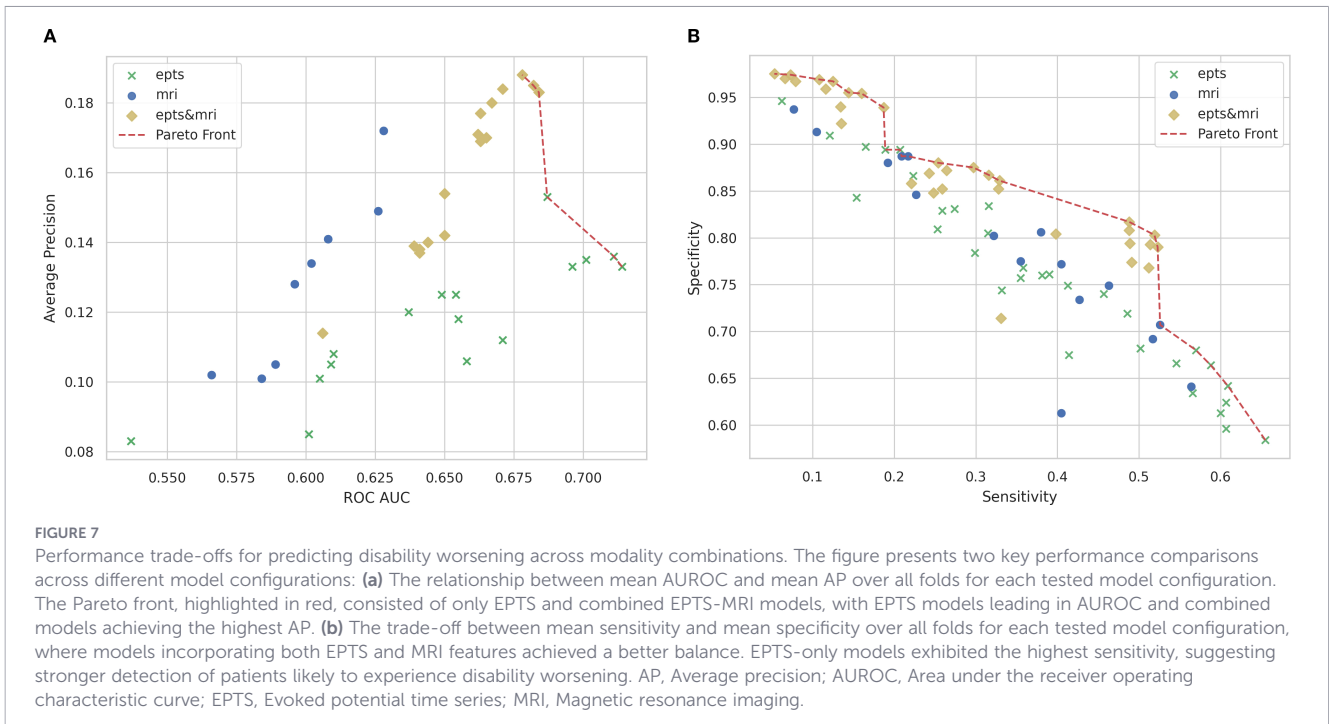 A
epts
mri
epts&mri
Pareto Front
Average Precision
0.18
0.16
0.14
0.12
0.10
0.08
0.550 0.575 0.600 0.625 0.650 0.675 0.700
ROC AUC
B
epts
mri
epts&mri
Pareto Front
Specificity
0.95
0.90
0.85
0.80
0.75
0.70
0.65
0.60
0.1 0.2 0.3 0.4 0.5 0.6
Sensitivity
FIGURE 7
Performance trade-offs for predicting disability worsening across modality combinations. The figure presents two key performance comparisons
across different model configurations: (a) The relationship between mean AUROC and mean AP over all folds for each tested model configuration.
The Pareto front, highlighted in red, consisted of only EPTS and combined EPTS-MRI models, with EPTS models leading in AUROC and combined
models achieving the highest AP. (b) The trade-off between mean sensitivity and mean specificity over all folds for each tested model configuration,
where models incorporating both EPTS and MRI features achieved a better balance. EPTS-only models exhibited the highest sensitivity, suggesting
stronger detection of patients likely to experience disability worsening. AP, Average precision; AUROC, Area under the receiver operating
characteristic curve; EPTS, Evoked potential time series; MRI, Magnetic resonance imaging.